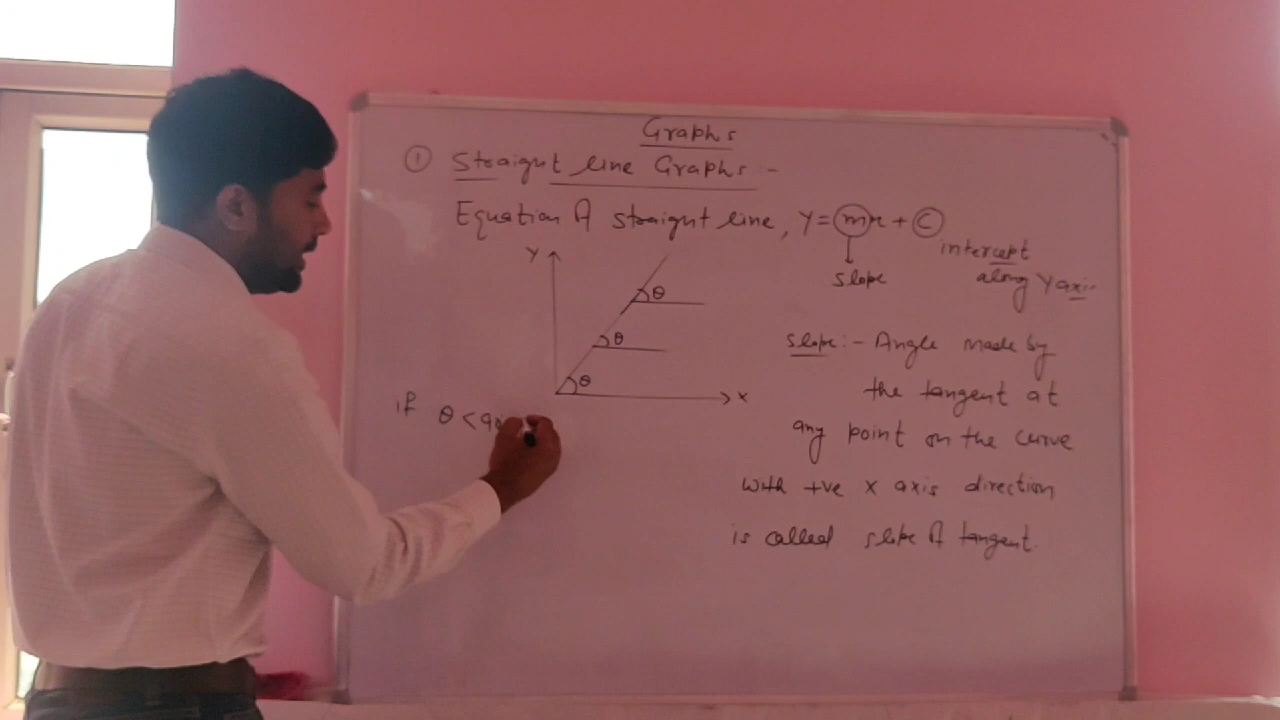 Graphs
① Straight line Graphs :-
Equation of straight line, Y = mx + c
slope
intercept
along Y axis
Y
θ
θ
θ
X
if θ < 90
slope:- Angle made by
the tangent at
any point on the curve
with +ve x axis direction
is called slope of tangent.